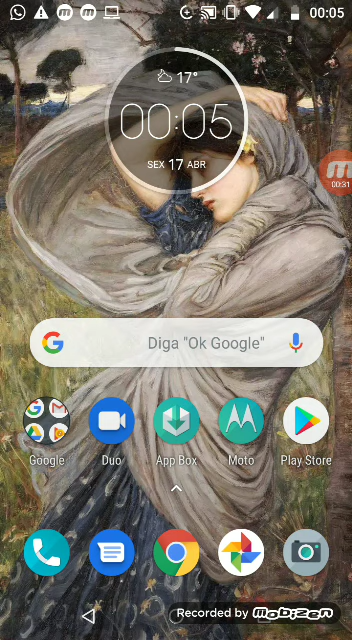 00:05
17°
00:05
SEX 17 ABR
00:31
Diga "Ok Google"
Google
Duo
App Box
Moto
Play Store
Recorded by mobizen